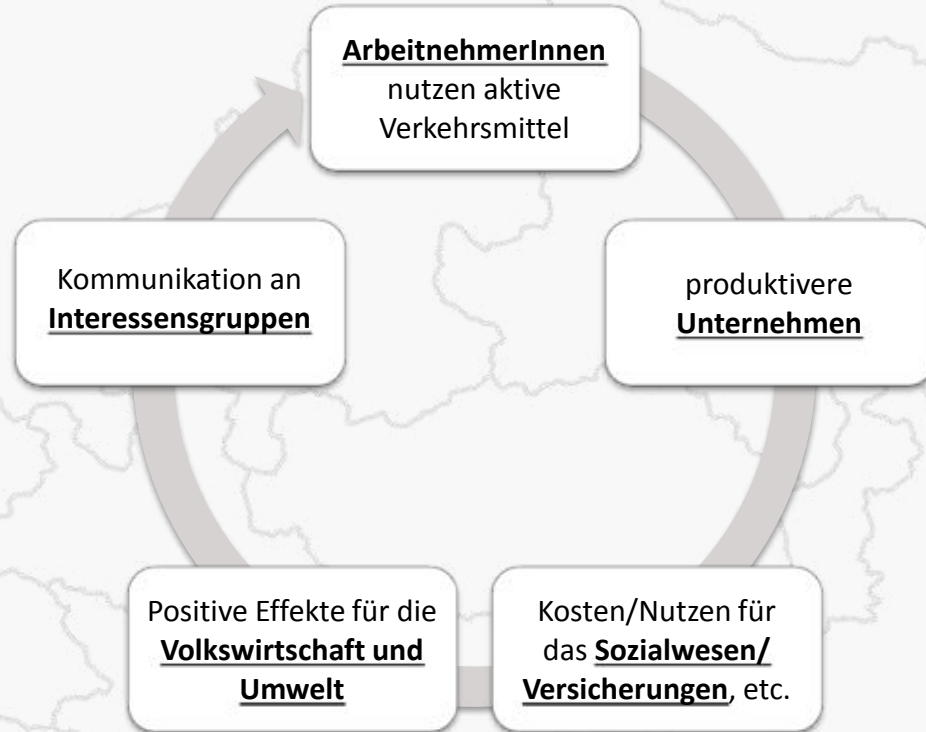 ArbeitnehmerInnen
nutzen aktive
Verkehrsmittel
produktivere
Unternehmen
Kosten/Nutzen für
das Sozialwesen/
Versicherungen, etc.
Positive Effekte für die
Volkswirtschaft und
Umwelt
Kommunikation an
Interessensgruppen